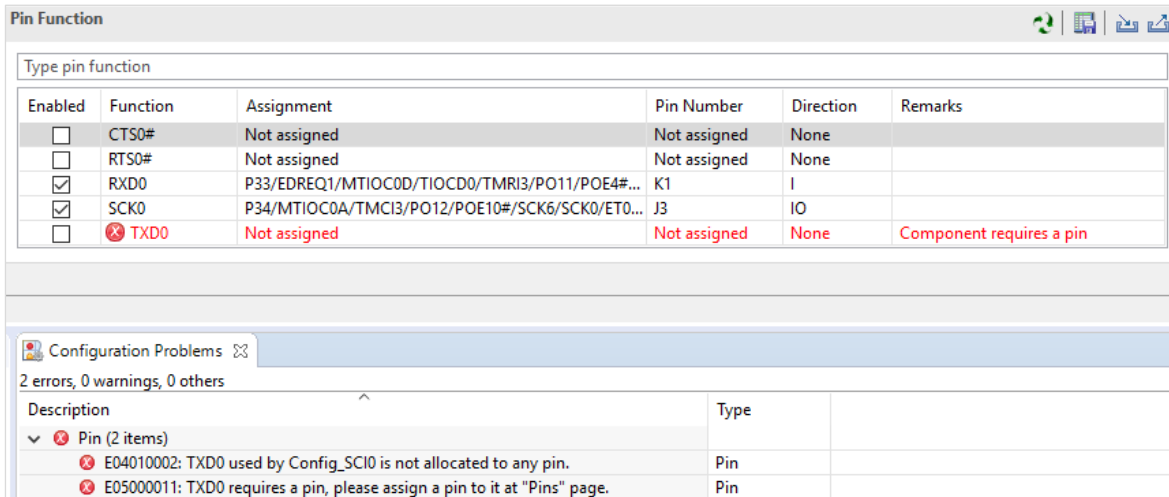 Pin Function
Type pin function
Enabled Function Assignment Pin Number Direction Remarks
CTS0# Not assigned Not assigned None
RTS0# Not assigned Not assigned None
RXD0 P33/EDREQ1/MTIOC0D/TIOCD0/TMRI3/PO11/POE4#... K1 I
SCK0 P34/MTIOC0A/TMCI3/PO12/POE10#/SCK6/SCK0/ET0... J3 IO
TXD0 Not assigned Not assigned None Component requires a pin
Configuration Problems
2 errors, 0 warnings, 0 others
Description Type
Pin (2 items)
E04010002: TXD0 used by Config_SCI0 is not allocated to any pin. Pin
E05000011: TXD0 requires a pin, please assign a pin to it at "Pins" page. Pin